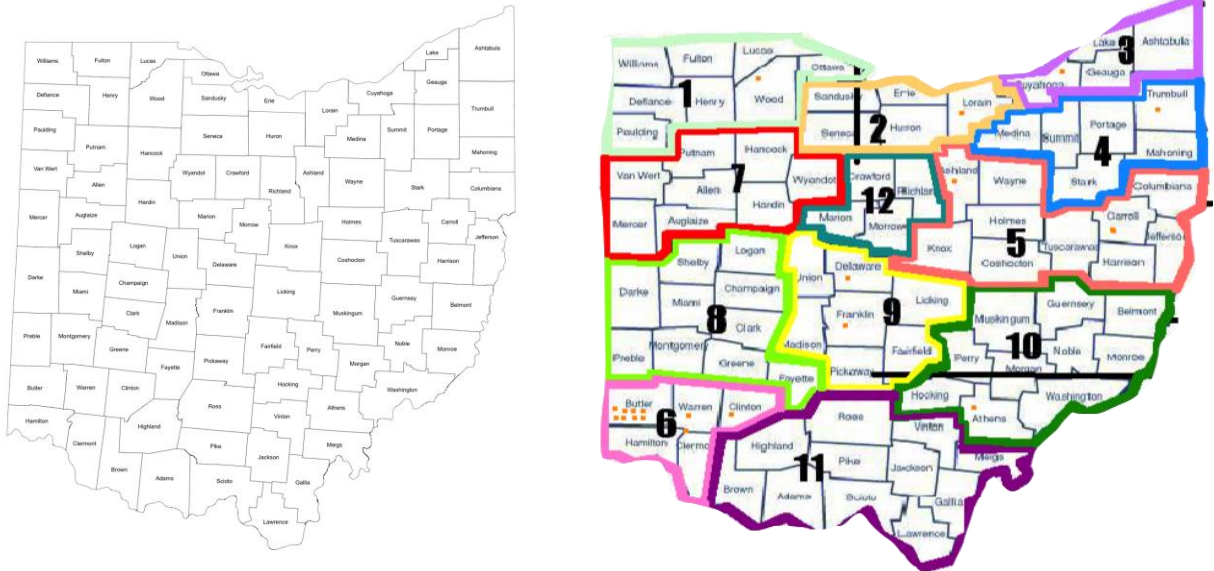 Ashtabula
Lake
Williams
Fulton
Lucas
Geauga
Ottawa
Cuyahoga
Defiance
Henry
Wood
Sandusky
Erie
Lorain
Trumbull
Paulding
Seneca
Huron
Medina
Summit
Portage
Putnam
Hancock
Mahoning
Van Wert
Wyandot
Crawford
Richland
Ashland
Wayne
Stark
Columbiana
Allen
Hardin
Mercer
Auglaize
Marion
Morrow
Holmes
Carroll
Jefferson
Logan
Knox
Tuscarawas
Shelby
Union
Delaware
Coshocton
Harrison
Darke
Champaign
Licking
Miami
Guernsey
Belmont
Clark
Franklin
Muskingum
Madison
Preble
Montgomery
Greene
Fairfield
Perry
Noble
Monroe
Pickaway
Morgan
Fayette
Butler
Warren
Clinton
Hocking
Washington
Ross
Athens
Hamilton
Highland
Vinton
Clermont
Pike
Meigs
Jackson
Brown
Adams
Scioto
Gallia
Lawrence
Lake
3
Ashtabula
Williams
Fulton
Lucas
Ottawa
Geauga
Cuyahoga
1
Defiance
Henry
Wood
Sandusky
Erie
Lorain
Trumbull
Paulding
Seneca
2
Huron
Medina
Summit
Portage
4
Mahoning
Putnam
Hancock
Van Wert
7
Allen
Wyandot
Crawford
Richlan
Ashland
Wayne
Stark
Columbiana
Hardin
12
Mercer
Auglaize
Marion
Morrow
Holmes
Carroll
Jefferson
Knox
5
Tuscarawas
Coshocton
Harrison
Logan
Shelby
Union
Delaware
Darke
Champaign
Miami
8
Clark
Licking
Franklin
9
Muskingum
Guernsey
Belmont
Preble
Montgomery
Greene
Madison
Fairfield
10
Perry
Noble
Monroe
Morgan
Pickaway
Fayette
Hocking
Washington
Butler
Warren
Clinton
6
Hamilton
Clermo
Ross
Athens
Vinton
Highland
Meigs
11
Pike
Jackson
Brown
Adams
Scioto
Gallia
Lawrence